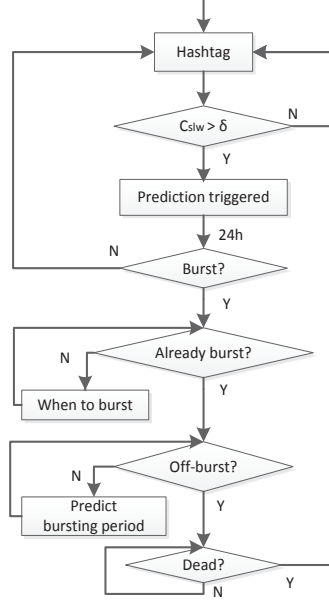 Hashtag
Cslw > δ
N
Y
Prediction triggered
24h
N
Burst?
Y
Already burst?
N
Y
When to burst
Off-burst?
N
Y
Predict
bursting period
Dead?
N
Y